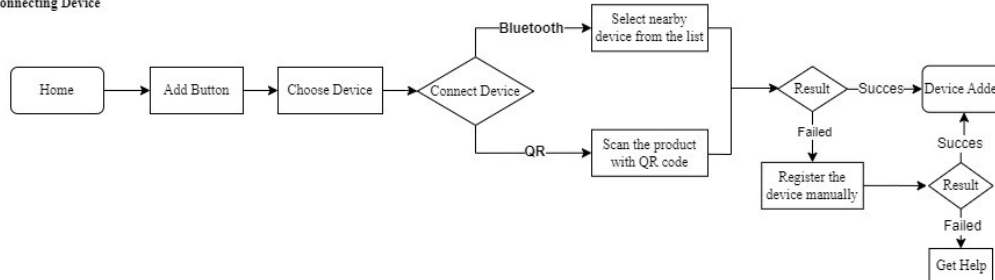 onnecting Device
Home
Add Button
Choose Device
Connect Device
Bluetooth
Select nearby
device from the list
QR
Scan the product
with QR code
Result
Succes
Device Adde
Failed
Register the
device manually
Succes
Result
Failed
Get Help